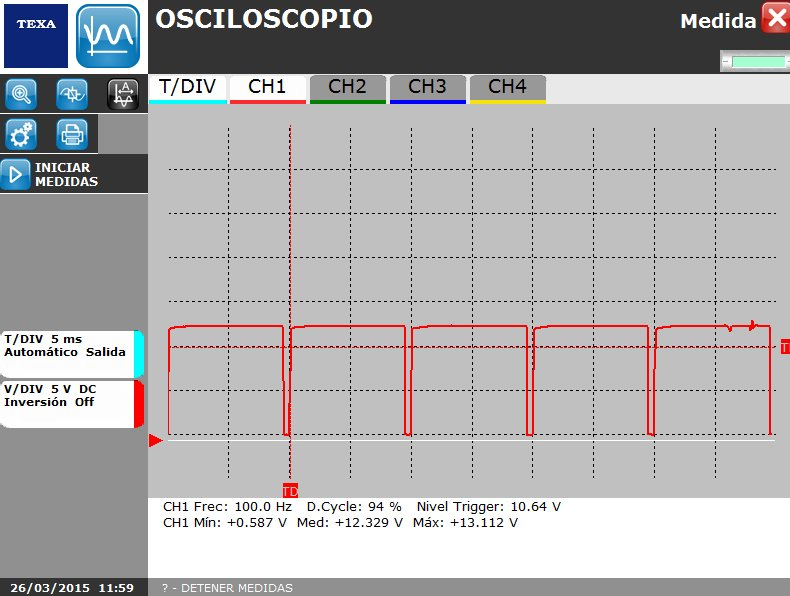 TEXA
OSCILOSCOPIO
Medida
T/DIV CH1 CH2 CH3 CH4
INICIAR
MEDIDAS
T/DIV 5 ms
Automático Salida
V/DIV 5 V DC
Inversión Off
T
TD
CH1 Frec: 100.0 Hz D.Cycle: 94 % Nivel Trigger: 10.64 V
CH1 Mín: +0.587 V Med: +12.329 V Máx: +13.112 V
26/03/2015 11:59 ? - DETENER MEDIDAS